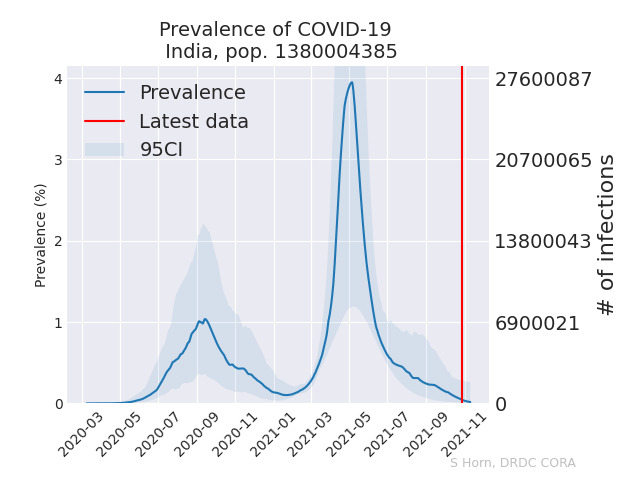 Prevalence of COVID-19
India, pop. 1380004385
Prevalence
Latest data
95CI
Prevalence (%)
4
3
2
1
0
27600087
20700065
13800043
6900021
0
# of infections
2020-03
2020-05
2020-07
2020-09
2020-11
2021-01
2021-03
2021-05
2021-07
2021-09
2021-11
S Horn, DRDC CORA